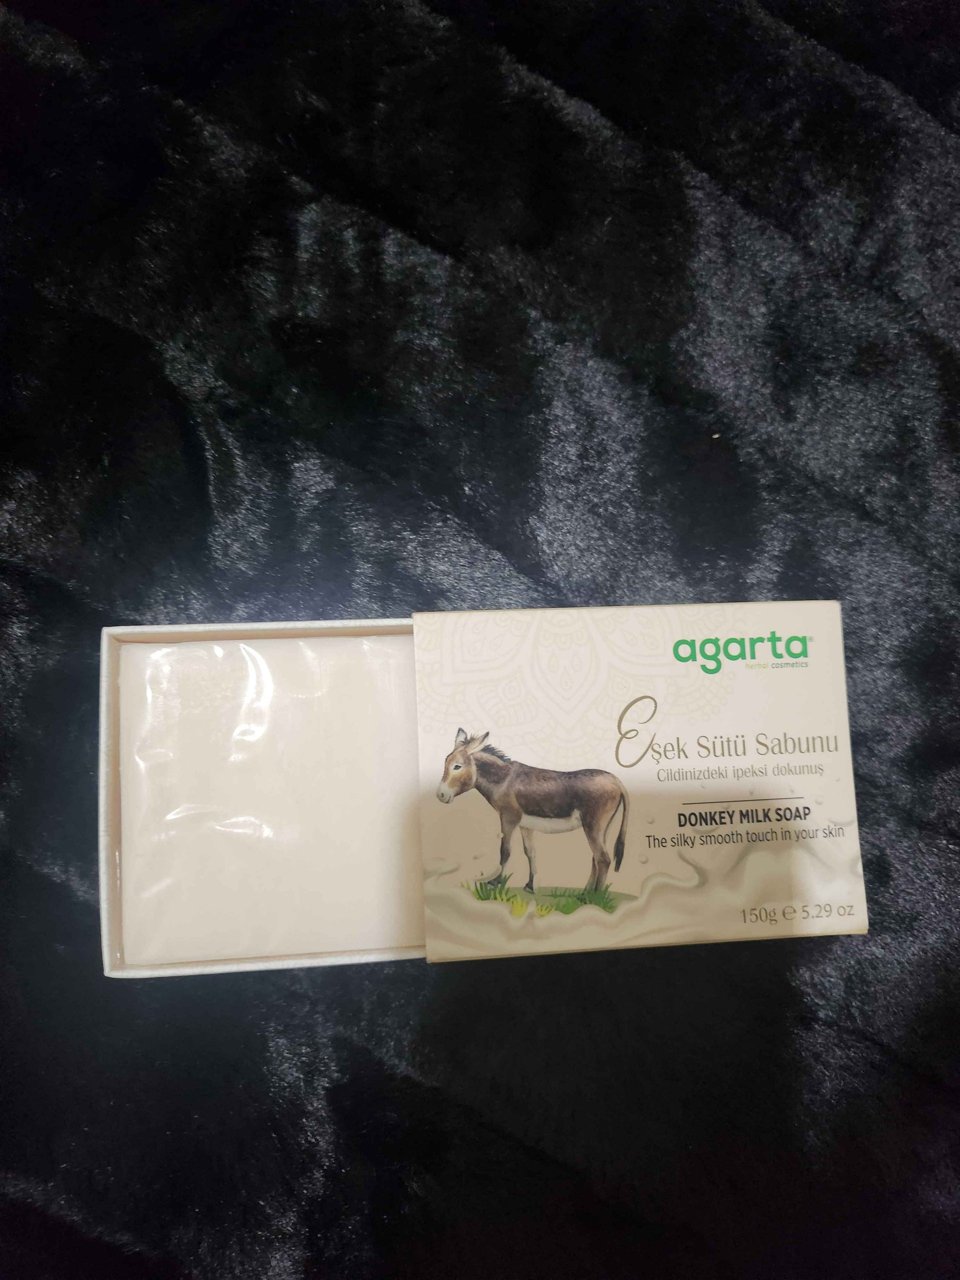 agarta®
herbal cosmetics
Eşek Sütü Sabunu
Cildinizdeki ipeksi dokunuş
DONKEY MILK SOAP
The silky smooth touch in your skin
150g ℮ 5.29 oz